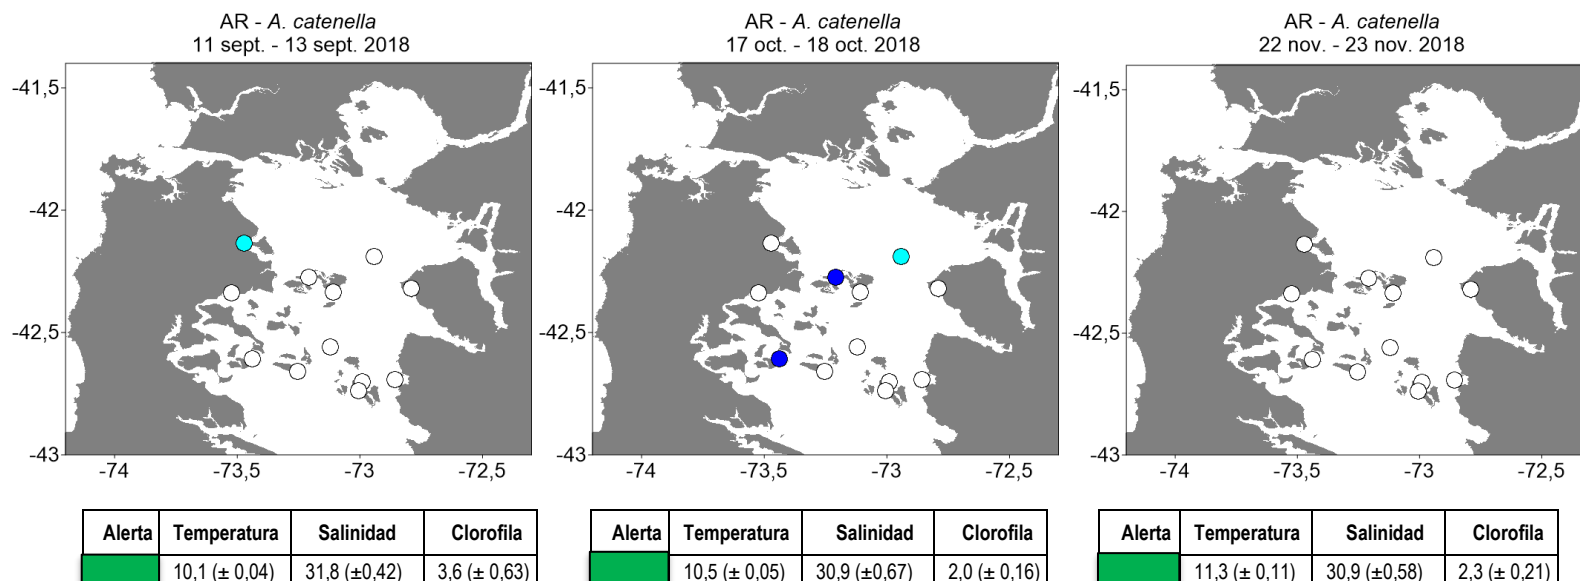 AR - A. catenella
11 sept. - 13 sept. 2018
-41,5
-42
-42,5
-43
-74
-73,5
-73
-72,5
Alerta Temperatura Salinidad Clorofila
10,1 (± 0,04) 31,8 (±0,42) 3,6 (± 0,63)
AR - A. catenella
17 oct. - 18 oct. 2018
-41,5
-42
-42,5
-43
-74
-73,5
-73
-72,5
Alerta Temperatura Salinidad Clorofila
10,5 (± 0,05) 30,9 (±0,67) 2,0 (± 0,16)
AR - A. catenella
22 nov. - 23 nov. 2018
-41,5
-42
-42,5
-43
-74
-73,5
-73
-72,5
Alerta Temperatura Salinidad Clorofila
11,3 (± 0,11) 30,9 (±0,58) 2,3 (± 0,21)